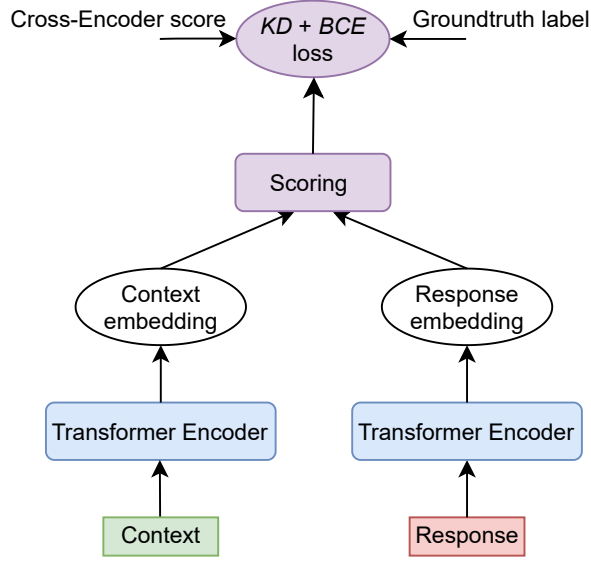 Cross-Encoder score
KD + BCE
loss
Groundtruth label
Scoring
Context
embedding
Response
embedding
Transformer Encoder
Transformer Encoder
Context
Response